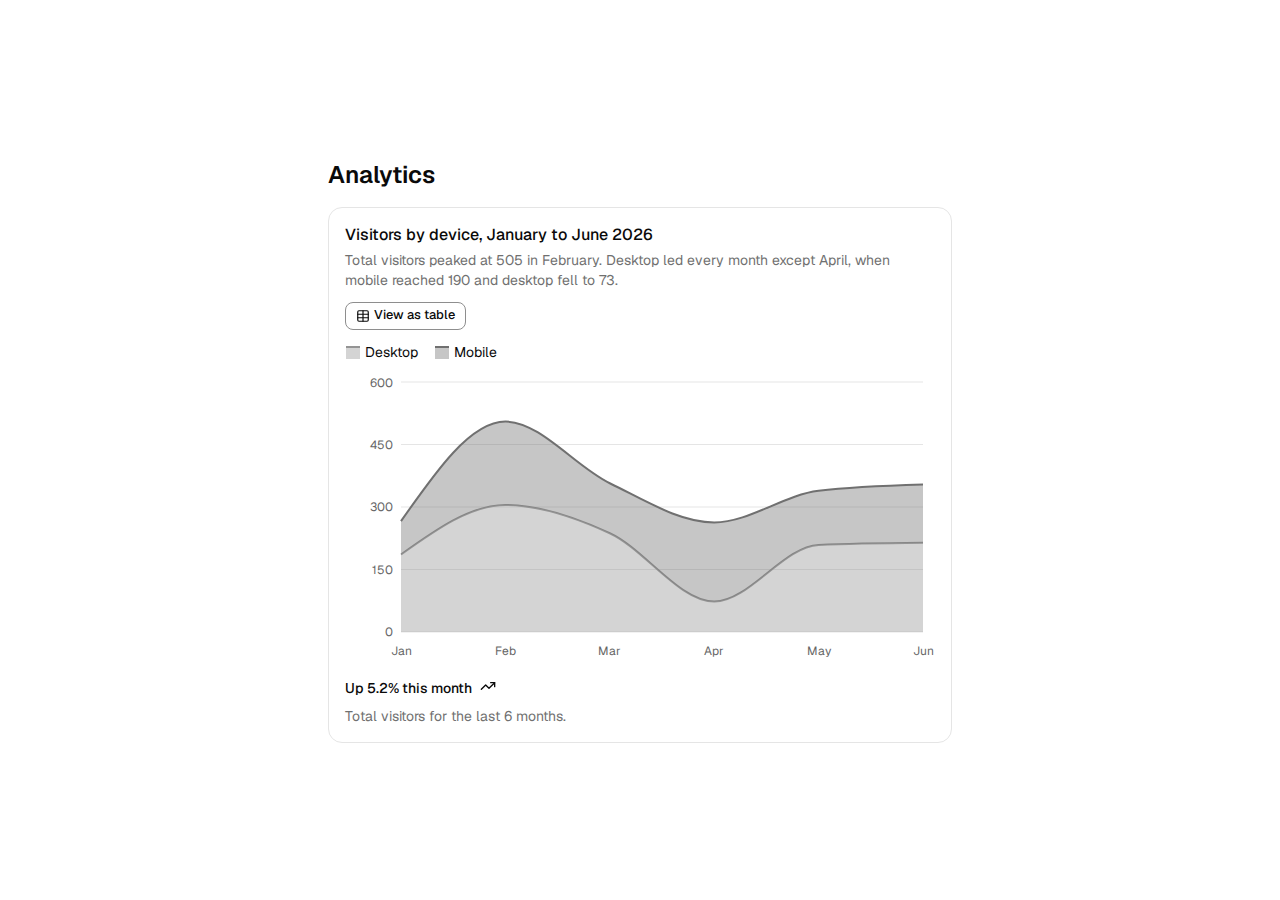 Analytics
Visitors by device, January to June 2026
Total visitors peaked at 505 in February. Desktop led every month except April, when
mobile reached 190 and desktop fell to 73.
View as table
Desktop Mobile
600
450
300
150
0
Jan Feb Mar Apr May Jun
Up 5.2% this month
Total visitors for the last 6 months.